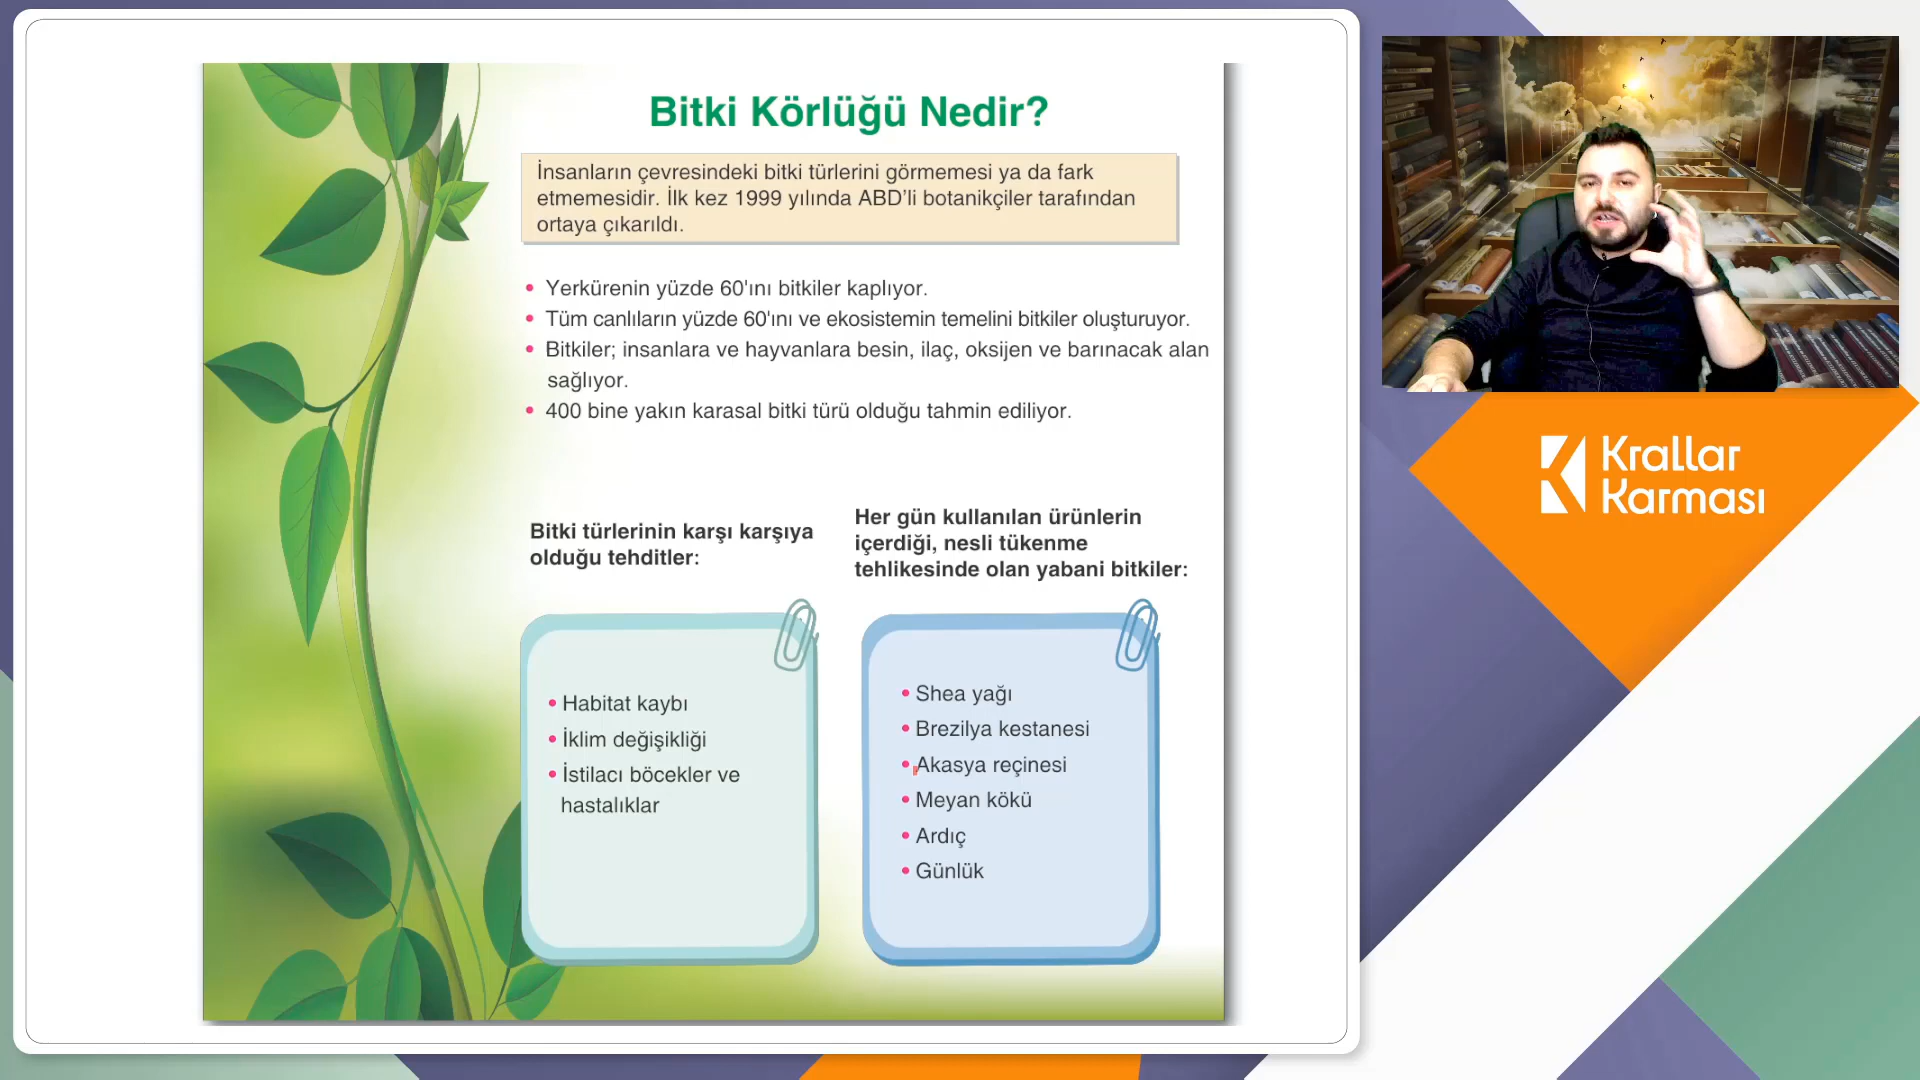 Bitki Körlüğü Nedir?
İnsanların çevresindeki bitki türlerini görmemesi ya da fark
etmemesidir. İlk kez 1999 yılında ABD’li botanikçiler tarafından
ortaya çıkarıldı.
• Yerkürenin yüzde 60'ını bitkiler kaplıyor.
• Tüm canlıların yüzde 60'ını ve ekosistemin temelini bitkiler oluşturuyor.
• Bitkiler; insanlara ve hayvanlara besin, ilaç, oksijen ve barınacak alan
sağlıyor.
• 400 bine yakın karasal bitki türü olduğu tahmin ediliyor.
Bitki türlerinin karşı karşıya
olduğu tehditler:
• Habitat kaybı
• İklim değişikliği
• İstilacı böcekler ve
hastalıklar
Her gün kullanılan ürünlerin
içerdiği, nesli tükenme
tehlikesinde olan yabani bitkiler:
• Shea yağı
• Brezilya kestanesi
• Akasya reçinesi
• Meyan kökü
• Ardıç
• Günlük
Krallar
Karması